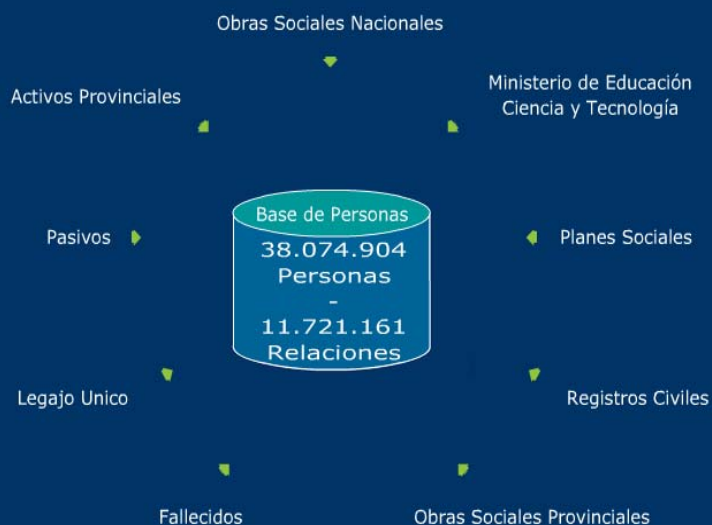 Obras Sociales Nacionales
Ministerio de Educación
Ciencia y Tecnología
Activos Provinciales
Base de Personas
38.074.904
Personas
-
11.721.161
Relaciones
Pasivos
Planes Sociales
Legajo Unico
Registros Civiles
Fallecidos
Obras Sociales Provinciales